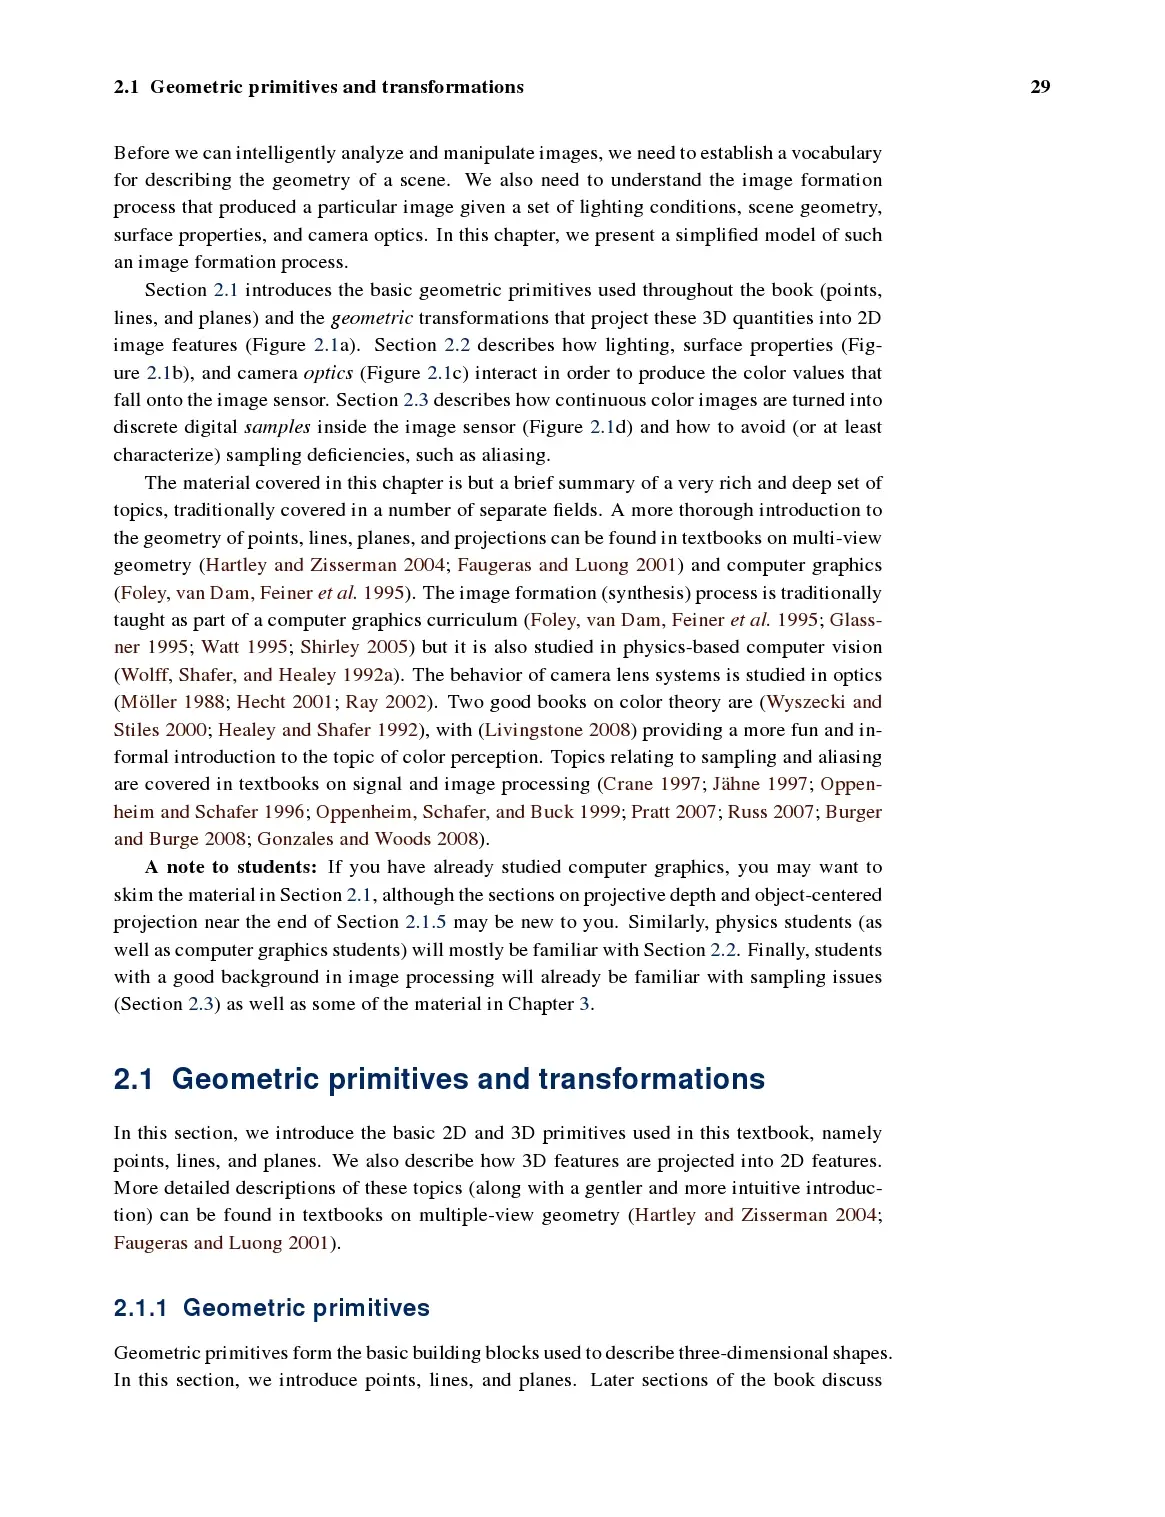 2.1 Geometric primitives and transformations 29
Before we can intelligently analyze and manipulate images, we need to establish a vocabulary
for describing the geometry of a scene. We also need to understand the image formation
process that produced a particular image given a set of lighting conditions, scene geometry,
surface properties, and camera optics. In this chapter, we present a simplified model of such
an image formation process.
Section 2.1 introduces the basic geometric primitives used throughout the book (points,
lines, and planes) and the geometric transformations that project these 3D quantities into 2D
image features (Figure 2.1a). Section 2.2 describes how lighting, surface properties (Fig-
ure 2.1b), and camera optics (Figure 2.1c) interact in order to produce the color values that
fall onto the image sensor. Section 2.3 describes how continuous color images are turned into
discrete digital samples inside the image sensor (Figure 2.1d) and how to avoid (or at least
characterize) sampling deficiencies, such as aliasing.
The material covered in this chapter is but a brief summary of a very rich and deep set of
topics, traditionally covered in a number of separate fields. A more thorough introduction to
the geometry of points, lines, planes, and projections can be found in textbooks on multi-view
geometry (Hartley and Zisserman 2004; Faugeras and Luong 2001) and computer graphics
(Foley, van Dam, Feiner et al. 1995). The image formation (synthesis) process is traditionally
taught as part of a computer graphics curriculum (Foley, van Dam, Feiner et al. 1995; Glass-
ner 1995; Watt 1995; Shirley 2005) but it is also studied in physics-based computer vision
(Wolff, Shafer, and Healey 1992a). The behavior of camera lens systems is studied in optics
(Möller 1988; Hecht 2001; Ray 2002). Two good books on color theory are (Wyszecki and
Stiles 2000; Healey and Shafer 1992), with (Livingstone 2008) providing a more fun and in-
formal introduction to the topic of color perception. Topics relating to sampling and aliasing
are covered in textbooks on signal and image processing (Crane 1997; Jähne 1997; Oppen-
heim and Schafer 1996; Oppenheim, Schafer, and Buck 1999; Pratt 2007; Russ 2007; Burger
and Burge 2008; Gonzales and Woods 2008).
A note to students: If you have already studied computer graphics, you may want to
skim the material in Section 2.1, although the sections on projective depth and object-centered
projection near the end of Section 2.1.5 may be new to you. Similarly, physics students (as
well as computer graphics students) will mostly be familiar with Section 2.2. Finally, students
with a good background in image processing will already be familiar with sampling issues
(Section 2.3) as well as some of the material in Chapter 3.
2.1 Geometric primitives and transformations
In this section, we introduce the basic 2D and 3D primitives used in this textbook, namely
points, lines, and planes. We also describe how 3D features are projected into 2D features.
More detailed descriptions of these topics (along with a gentler and more intuitive introduc-
tion) can be found in textbooks on multiple-view geometry (Hartley and Zisserman 2004;
Faugeras and Luong 2001).
2.1.1 Geometric primitives
Geometric primitives form the basic building blocks used to describe three-dimensional shapes.
In this section, we introduce points, lines, and planes. Later sections of the book discuss